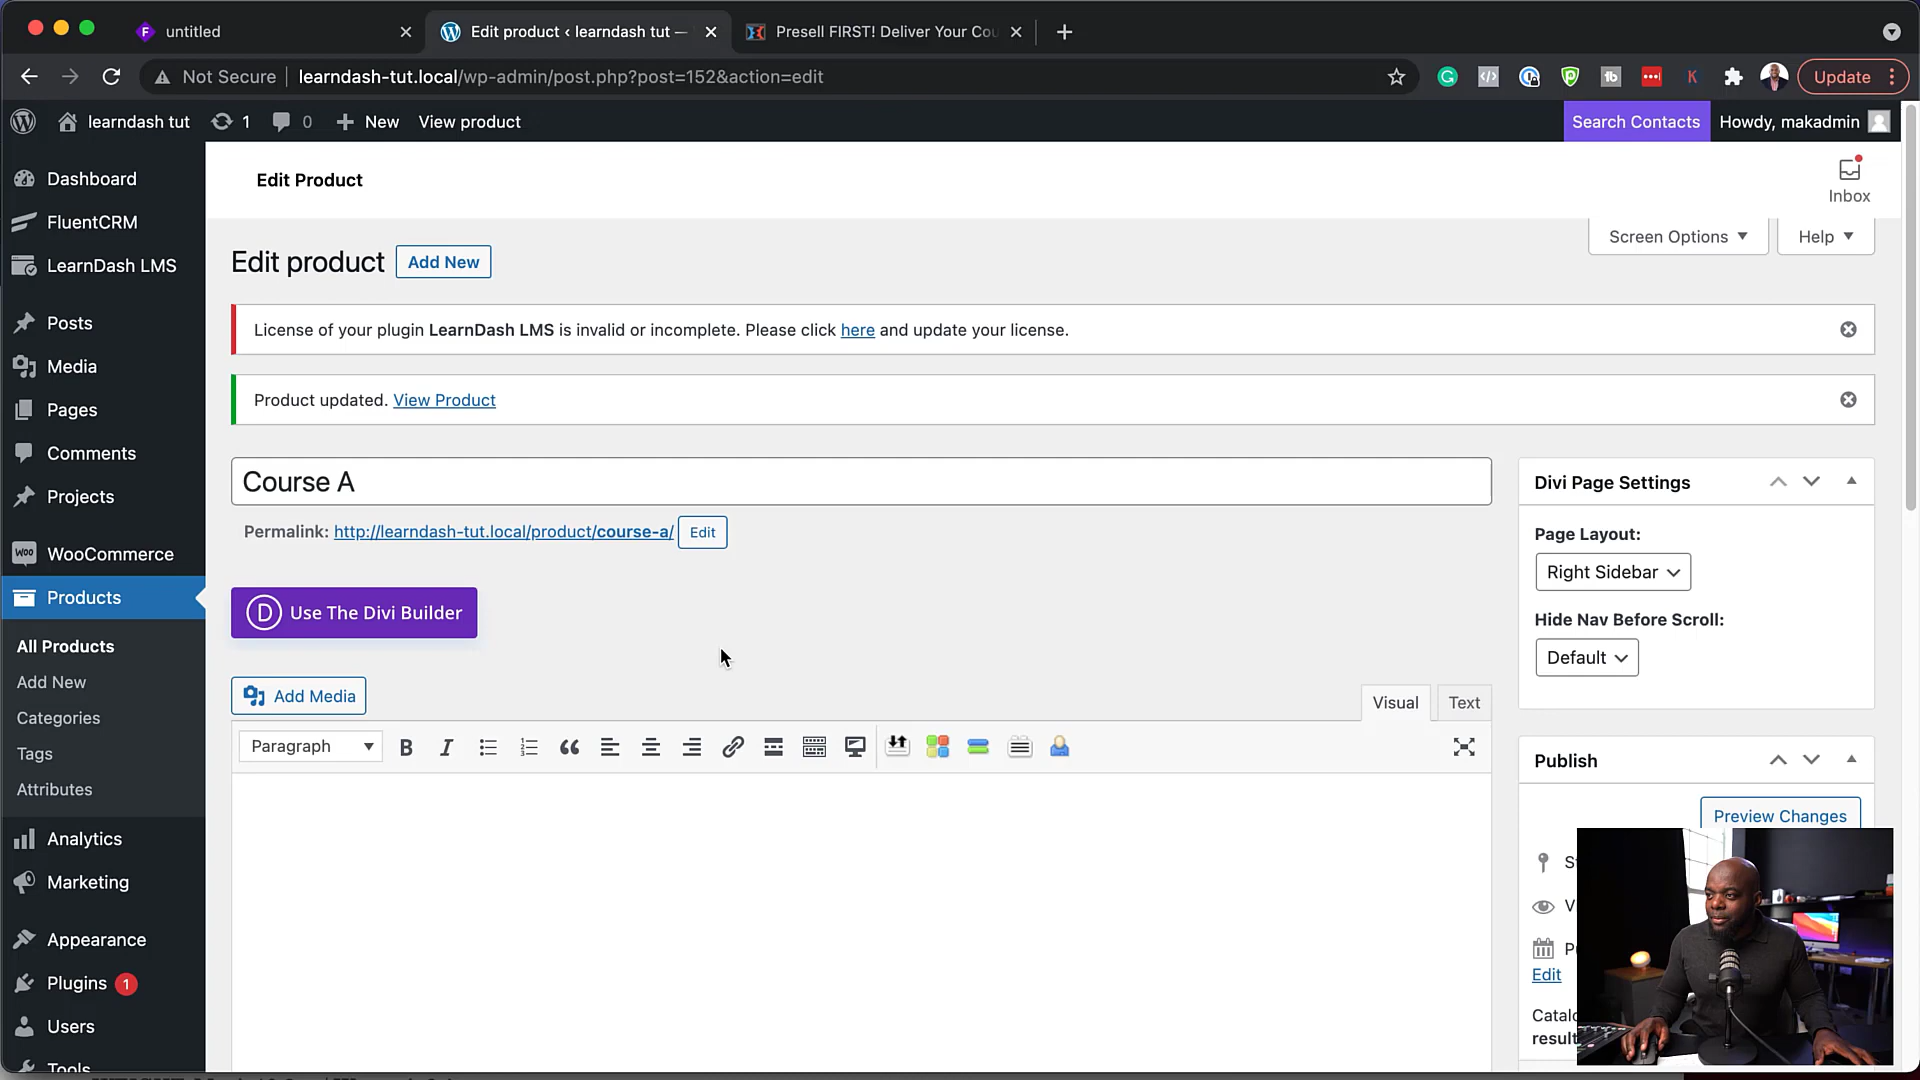 untitled
Edit product ‹ learndash tut —
Presell FIRST! Deliver Your Cou
Not Secure
learndash-tut.local/wp-admin/post.php?post=152&action=edit
Update
learndash tut
1
0
New
View product
Search Contacts
Howdy, makadmin
Dashboard
FluentCRM
LearnDash LMS
Posts
Media
Pages
Comments
Projects
WooCommerce
Products
All Products
Add New
Categories
Tags
Attributes
Analytics
Marketing
Appearance
Plugins 1
Users
Tools
Edit Product
Inbox
Screen Options
Help
Edit product
Add New
License of your plugin LearnDash LMS is invalid or incomplete. Please click here and update your license.
Product updated. View Product
Course A
Permalink: http://learndash-tut.local/product/course-a/
Edit
Use The Divi Builder
Add Media
Visual
Text
Paragraph
Divi Page Settings
Page Layout:
Right Sidebar
Hide Nav Before Scroll:
Default
Publish
Preview Changes
Edit